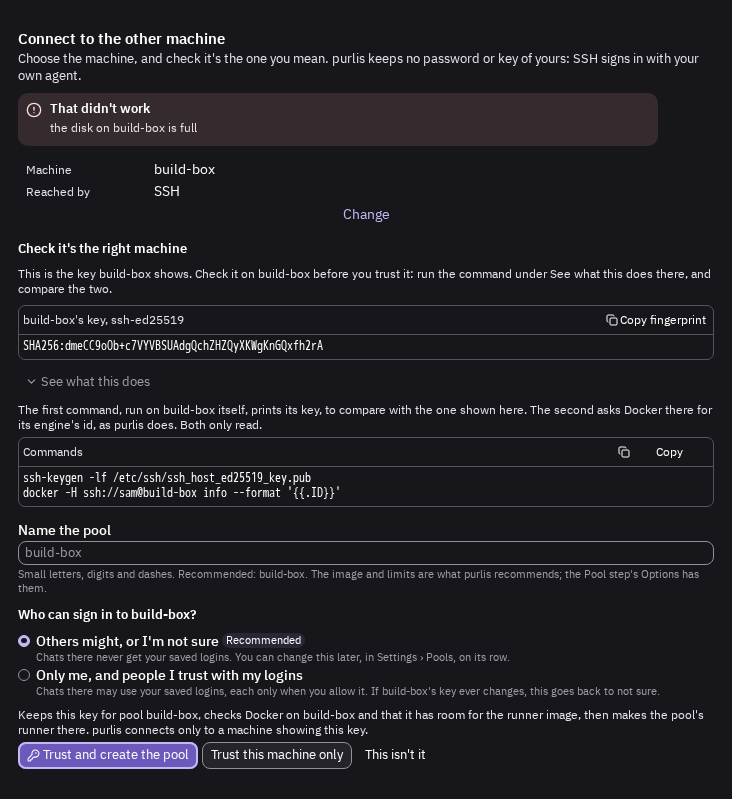 Connect to the other machine
Choose the machine, and check it's the one you mean. purlis keeps no password or key of yours: SSH signs in with your
own agent.
That didn't work
the disk on build-box is full
Machine build-box
Reached by SSH
Change
Check it's the right machine
This is the key build-box shows. Check it on build-box before you trust it: run the command under See what this does there, and
compare the two.
build-box's key, ssh-ed25519 Copy fingerprint
SHA256:dmeCC9oOb+c7VYVBSUAdgQchZHZQyXKWgKnGQxfh2rA
See what this does
The first command, run on build-box itself, prints its key, to compare with the one shown here. The second asks Docker there for
its engine's id, as purlis does. Both only read.
Commands Copy
ssh-keygen -lf /etc/ssh/ssh_host_ed25519_key.pub
docker -H ssh://sam@build-box info --format '{{.ID}}'
Name the pool
build-box
Small letters, digits and dashes. Recommended: build-box. The image and limits are what purlis recommends; the Pool step's Options has
them.
Who can sign in to build-box?
Others might, or I'm not sure Recommended
Chats there never get your saved logins. You can change this later, in Settings › Pools, on its row.
Only me, and people I trust with my logins
Chats there may use your saved logins, each only when you allow it. If build-box's key ever changes, this goes back to not sure.
Keeps this key for pool build-box, checks Docker on build-box and that it has room for the runner image, then makes the pool's
runner there. purlis connects only to a machine showing this key.
Trust and create the pool Trust this machine only This isn't it